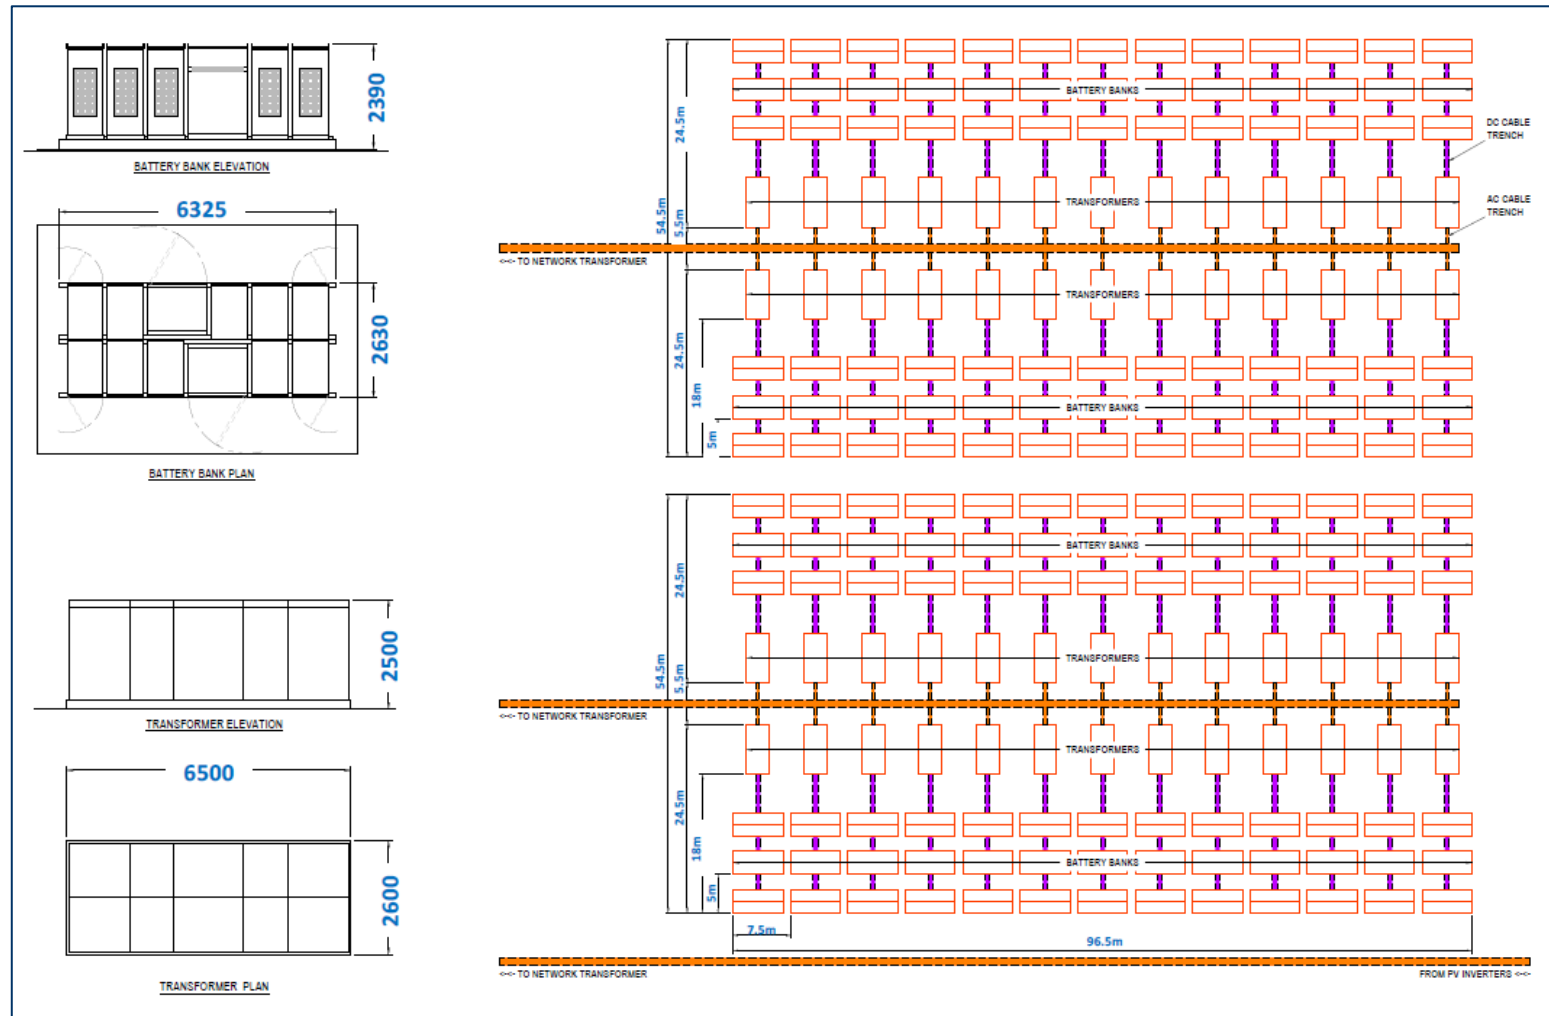 2390
BATTERY BANK ELEVATION
6325
2630
BATTERY BANK PLAN
2500
TRANSFORMER ELEVATION
6500
2600
TRANSFORMER PLAN
BATTERY BANKS
24.5m
DC CABLE
TRENCH
TRANSFORMERS
AC CABLE
TRENCH
54.5m
5.5m
<-<- TO NETWORK TRANSFORMER
TRANSFORMERS
24.5m
18m
BATTERY BANKS
5m
BATTERY BANKS
24.5m
TRANSFORMERS
54.5m
5.5m
<-<- TO NETWORK TRANSFORMER
TRANSFORMERS
24.5m
18m
BATTERY BANKS
5m
7.5m
96.5m
<-<- TO NETWORK TRANSFORMER
FROM PV INVERTERS <-<-